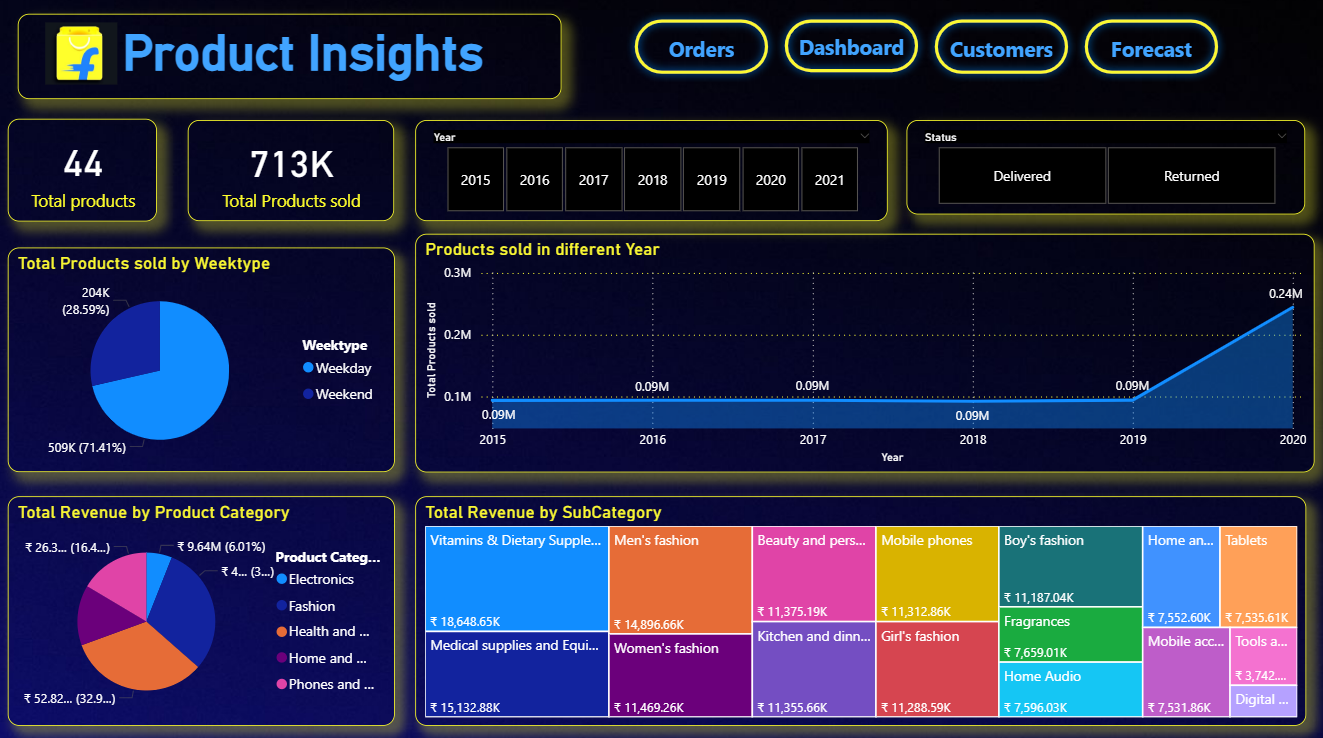 Product Insights
Orders
Dashboard
Customers
Forecast
44
Total products
713K
Total Products sold
Year
2015
2016
2017
2018
2019
2020
2021
Status
Delivered
Returned
Total Products sold by Weektype
204K
(28.59%)
509K (71.41%)
Weektype
Weekday
Weekend
Products sold in different Year
Total Products sold
0.3M
0.2M
0.1M
0.09M
0.09M
0.09M
0.09M
0.09M
0.24M
2015
2016
2017
2018
2019
2020
Year
Total Revenue by Product Category
₹ 26.3... (16.4...)
₹ 9.64M (6.01%)
₹ 4... (3...)
₹ 52.82... (32.9...)
Product Categ...
Electronics
Fashion
Health and ...
Home and ...
Phones and ...
Total Revenue by SubCategory
Vitamins & Dietary Supple...
₹ 18,648.65K
Medical supplies and Equi...
₹ 15,132.88K
Men's fashion
₹ 14,896.66K
Women's fashion
₹ 11,469.26K
Beauty and pers...
₹ 11,375.19K
Kitchen and dinn...
₹ 11,355.66K
Mobile phones
₹ 11,312.86K
Girl's fashion
₹ 11,288.59K
Boy's fashion
₹ 11,187.04K
Fragrances
₹ 7,659.01K
Home Audio
₹ 7,596.03K
Home an...
₹ 7,552.60K
Tablets
₹ 7,535.61K
Mobile acc...
₹ 7,531.86K
Tools a...
₹ 3,742....
Digital ...